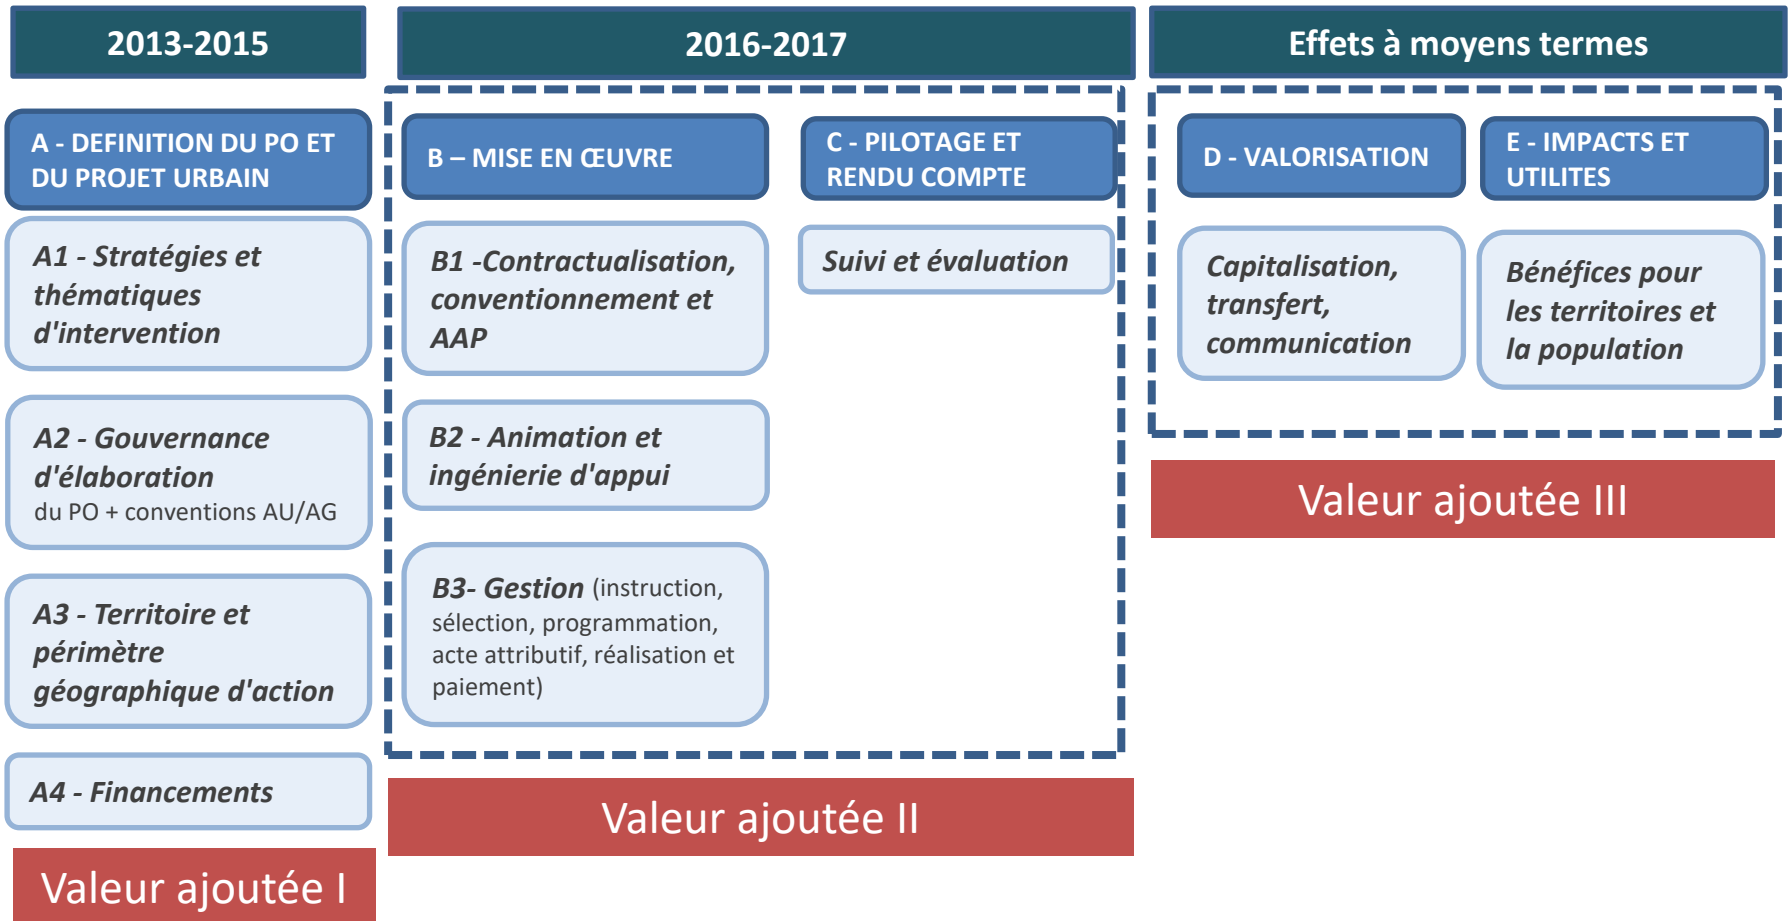 2013-2015
A - DEFINITION DU PO ET
DU PROJET URBAIN
A1 - Stratégies et
thématiques
d'intervention
A2 - Gouvernance
d'élaboration
du PO + conventions AU/AG
A3 - Territoire et
périmètre
géographique d'action
A4 - Financements
Valeur ajoutée I
2016-2017
B – MISE EN ŒUVRE
B1 -Contractualisation,
conventionnement et
AAP
B2 - Animation et
ingénierie d'appui
B3- Gestion (instruction,
sélection, programmation,
acte attributif, réalisation et
paiement)
C - PILOTAGE ET
RENDU COMPTE
Suivi et évaluation
Valeur ajoutée II
Effets à moyens termes
D - VALORISATION
Capitalisation,
transfert,
communication
E - IMPACTS ET
UTILITES
Bénéfices pour
les territoires et
la population
Valeur ajoutée III